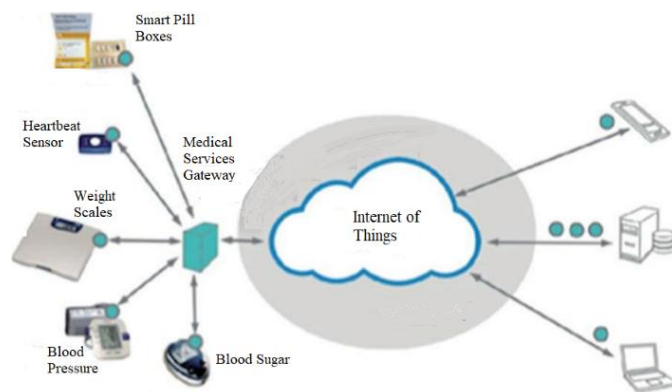 Smart Pill
Boxes
Heartbeat
Sensor
Medical
Services
Gateway
Weight
Scales
Internet of
Things
Blood
Pressure
Blood Sugar